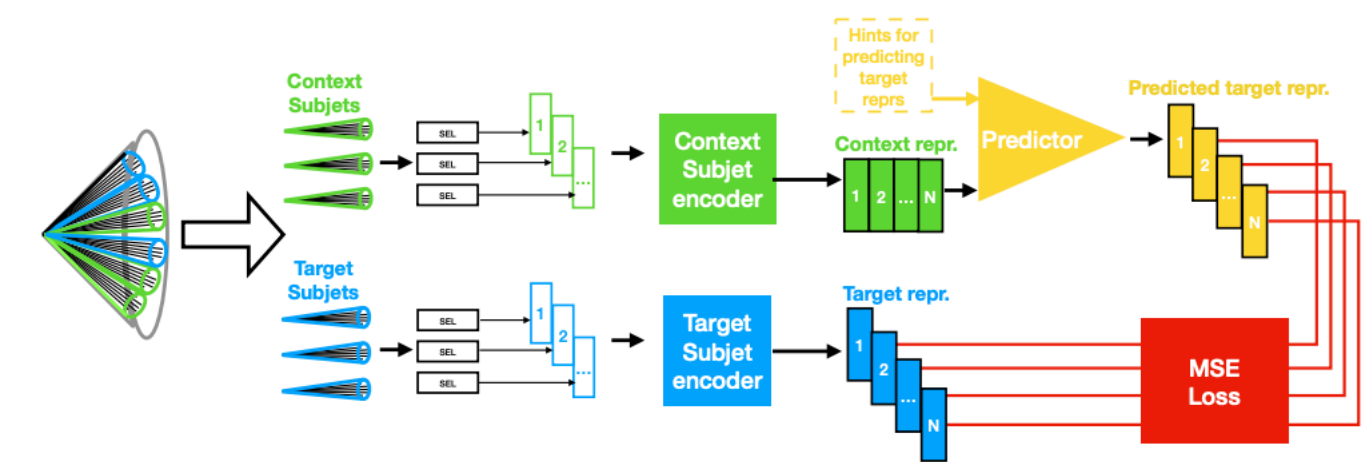 Context
Subjets
SEL
SEL
SEL
1
2
...
Context
Subjet
encoder
Context repr.
1 2 ... N
Hints for
predicting
target
reprs
Predictor
Predicted target repr.
1
2
...
N
Target
Subjets
SEL
SEL
SEL
1
2
...
Target
Subjet
encoder
Target repr.
1
2
...
N
MSE
Loss